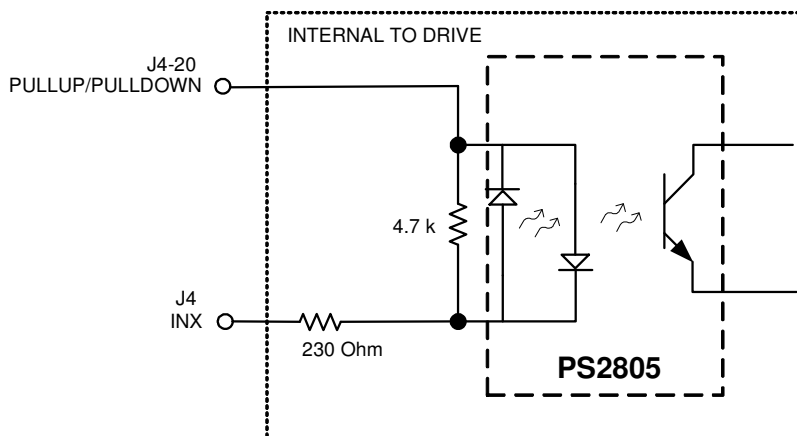 INTERNAL TO DRIVE
J4-20
PULLUP/PULLDOWN
4.7 k
J4
INX
230 Ohm
PS2805